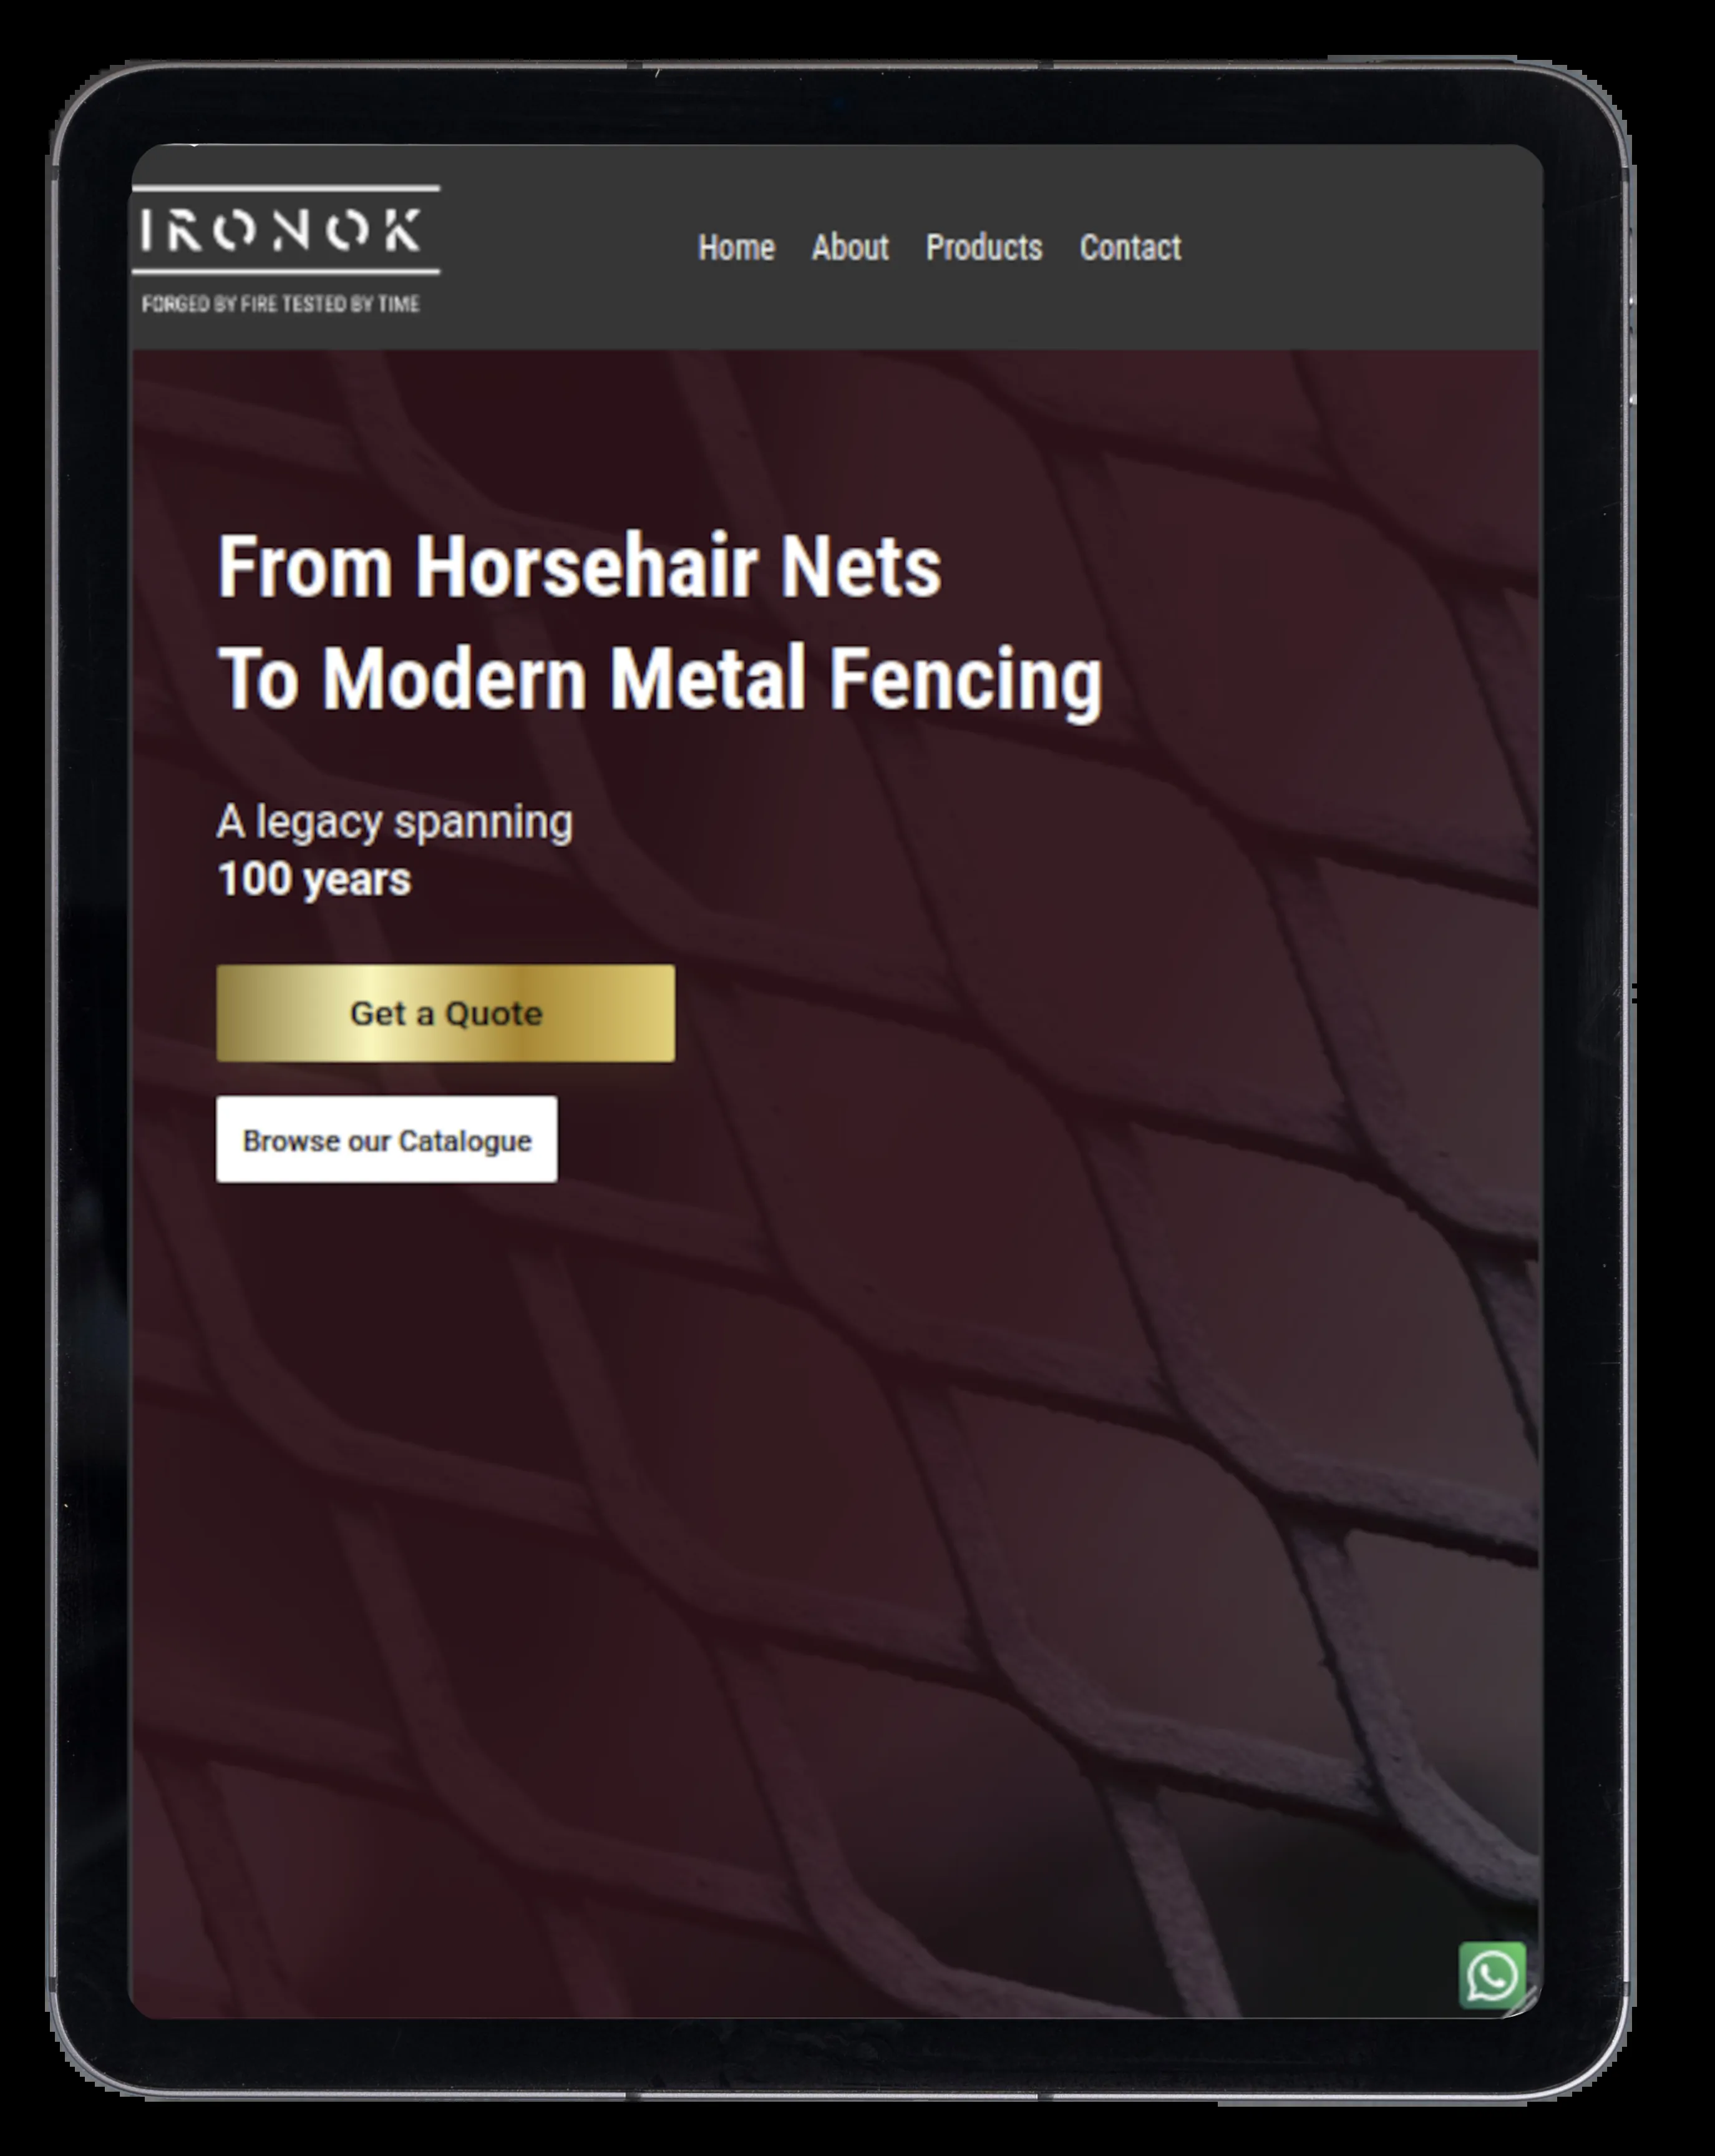 IRONOK
FORGED BY FIRE TESTED BY TIME
Home About Products Contact
From Horsehair Nets
To Modern Metal Fencing
A legacy spanning
100 years
Get a Quote
Browse our Catalogue